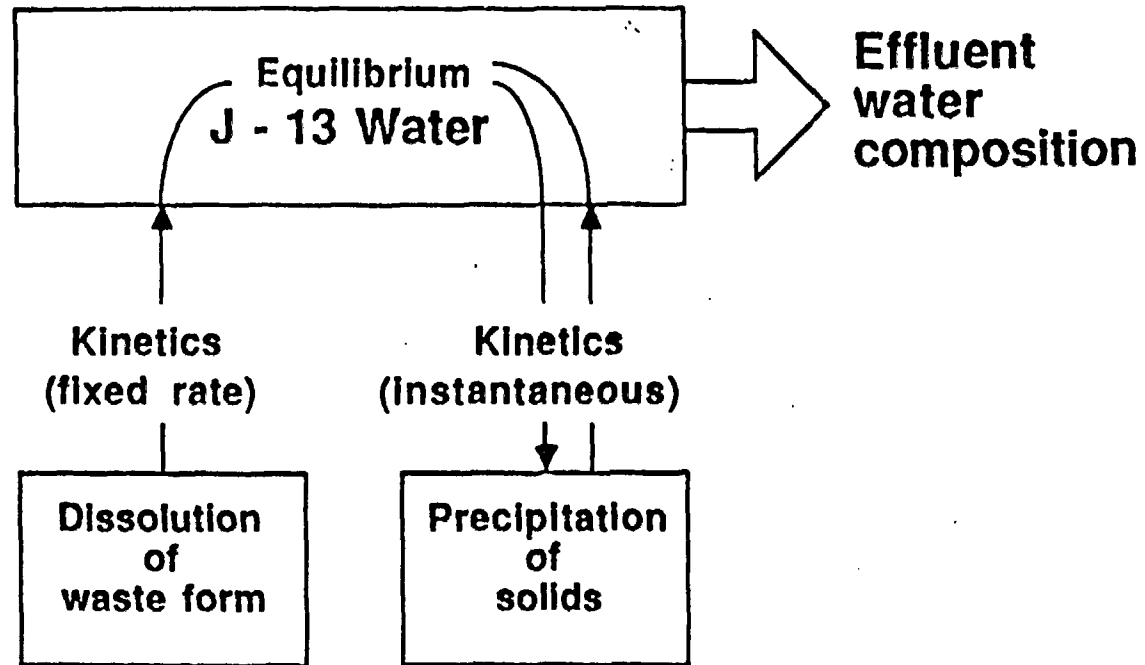 Equilibrium
J - 13 Water
Effluent
water
composition
Kinetics
(fixed rate)
Kinetics
(instantaneous)
Dissolution
of
waste form
Precipitation
of
solids